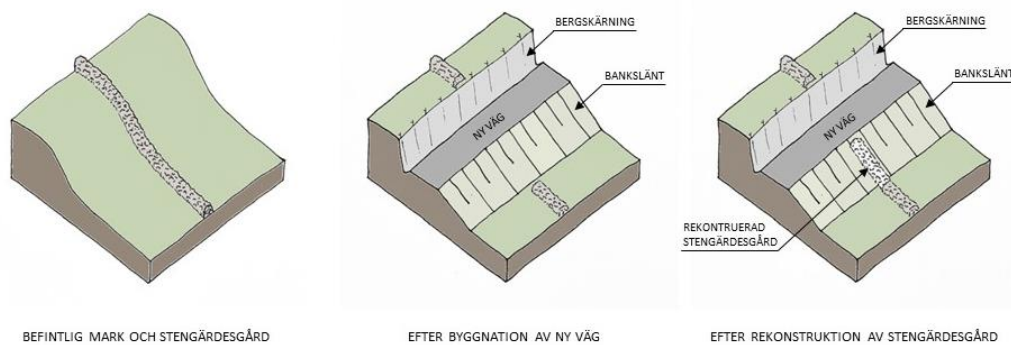 BERGSKÄRNING
BANKSLÄNT
NY VÄG
BERGSKÄRNING
BANKSLÄNT
NY VÄG
REKONTRUERAD
STENGÄRDESGÅRD
BEFINTLIG MARK OCH STENGÄRDESGÅRD
EFTER BYGGNATION AV NY VÄG
EFTER REKONSTRUKTION AV STENGÄRDESGÅRD